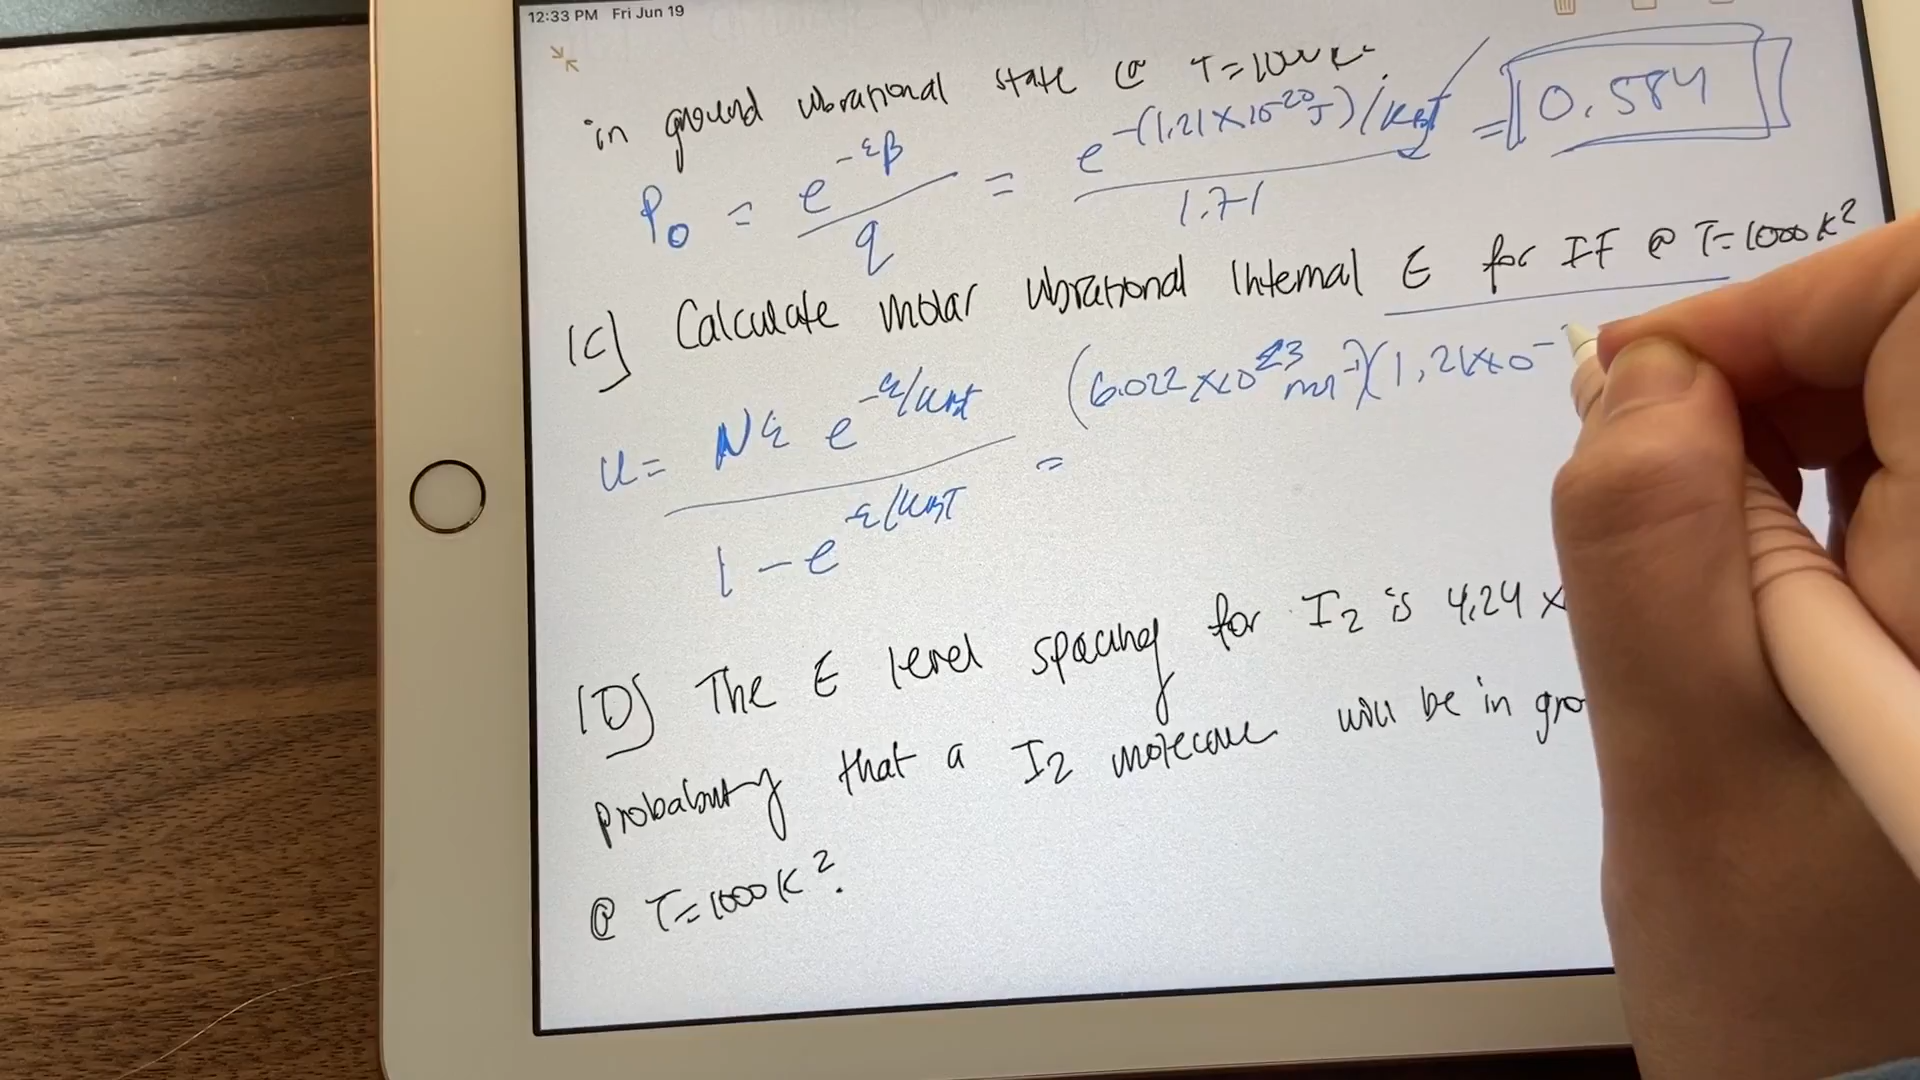 12:33 PM Fri Jun 19
in ground vibrational state @ T=1000K?
P₀ = e^(-εβ) / q = e^(-(1.21×10^-20 J)/kBT) / 1.71 = 0.584
(C) Calculate molar vibrational Internal E for IF @ T=1000K?
U = Nε e^(-ε/kBT) / 1-e^(-ε/kBT) = (6.022×10^23 mol^-1)(1.21×10^-
(D) The E level spacing for I₂ is 4.24 ×
probability that a I₂ molecule will be in gro
@ T=1000K?